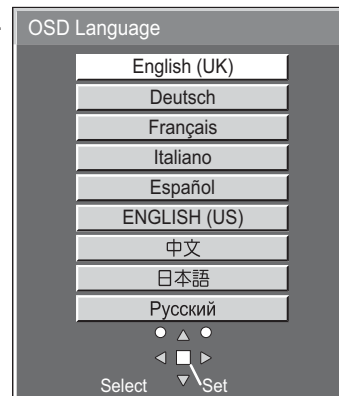 OSD Language
English (UK)
Deutsch
Français
Italiano
Español
ENGLISH (US)
中文
日本語
Русский
Select Set